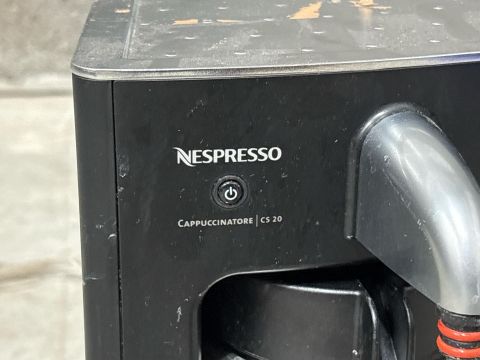 NESPRESSO
CAPPUCCINATORE | CS 20